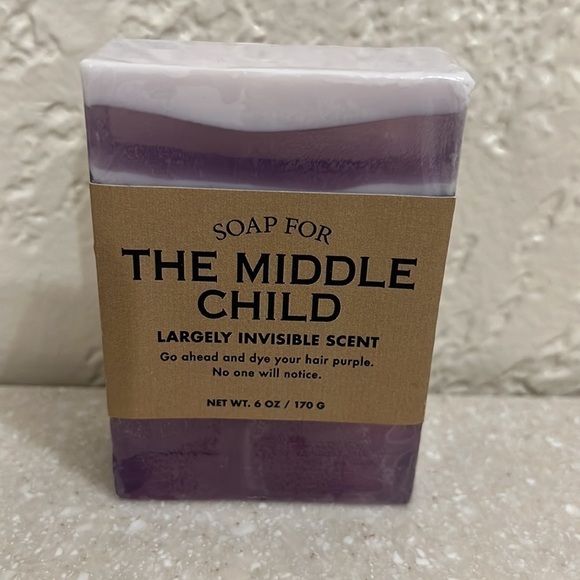 SOAP FOR
THE MIDDLE
CHILD
LARGELY INVISIBLE SCENT
Go ahead and dye your hair purple.
No one will notice.
NET WT. 6 OZ / 170 G